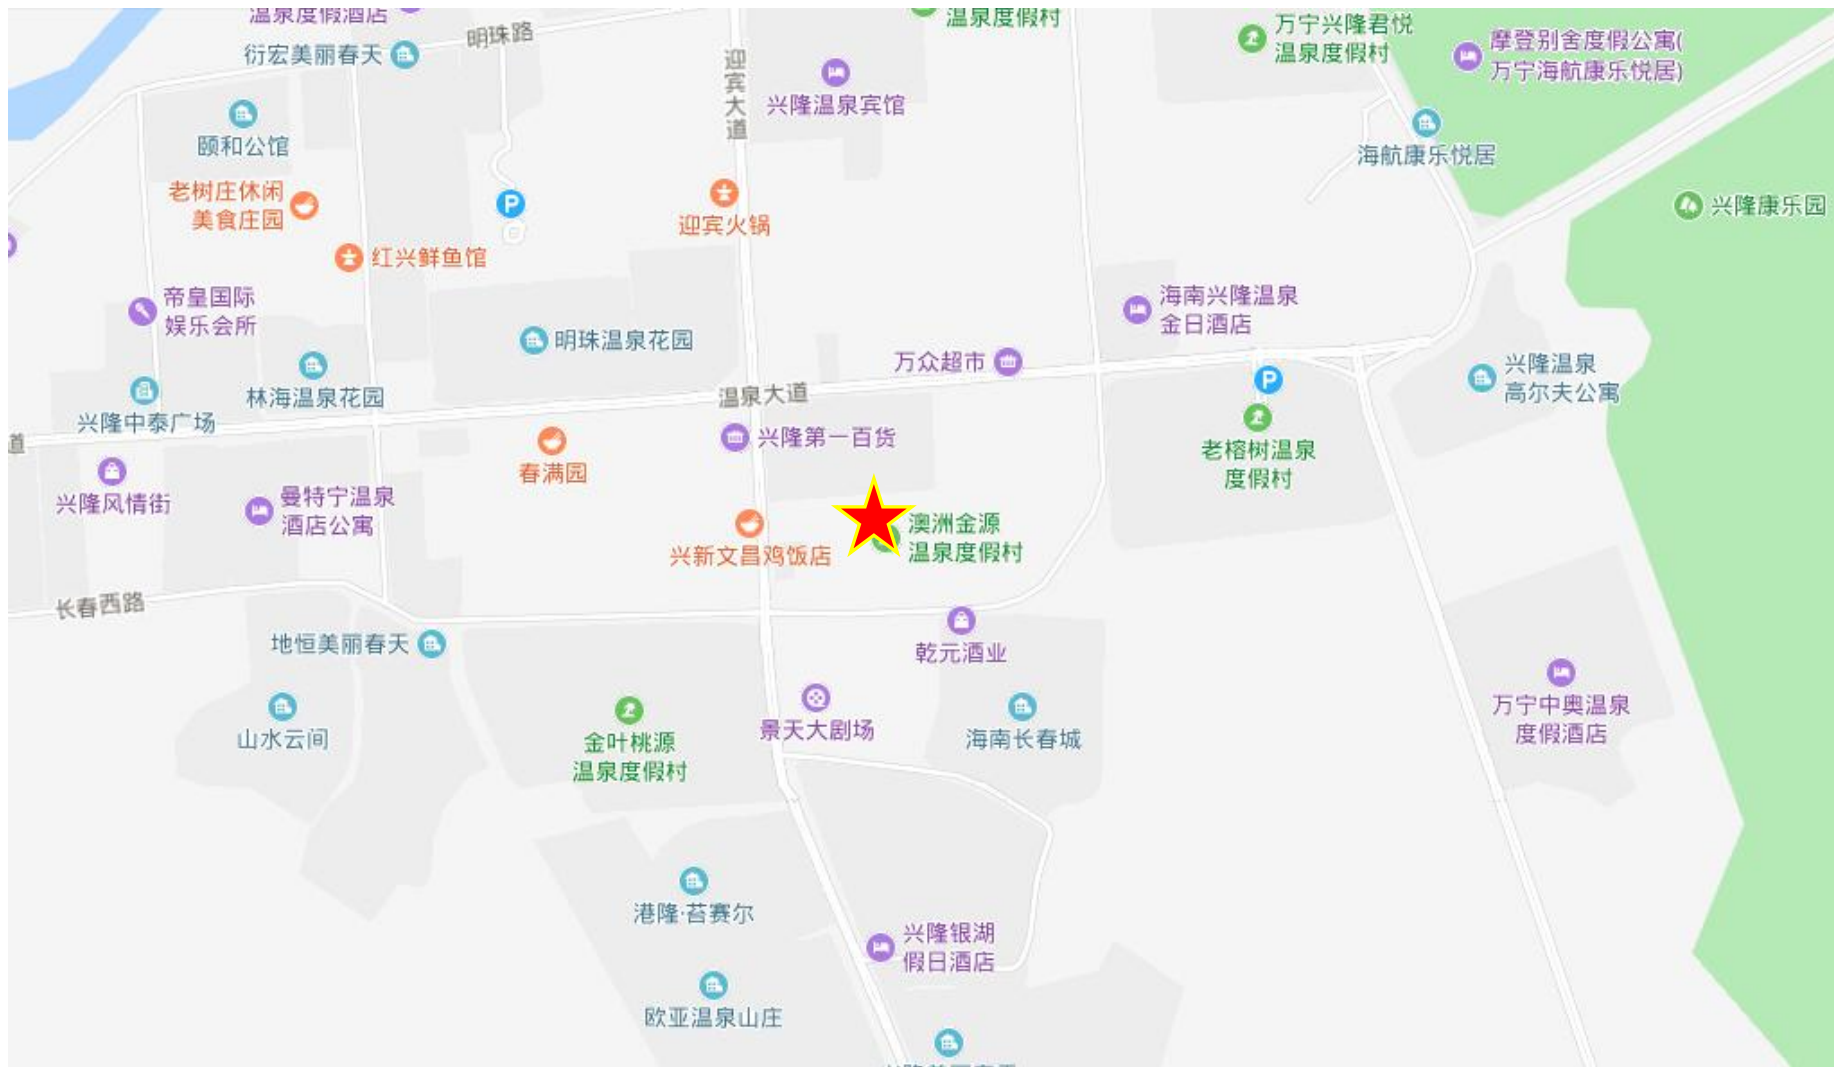 温泉度假酒店
衍宏美丽春天
明珠路
迎宾大道
温泉度假村
万宁兴隆君悦
温泉度假村
摩登别舍度假公寓(
万宁海航康乐悦居)
兴隆温泉宾馆
颐和公馆
海航康乐悦居
老树庄休闲
美食庄园
P
迎宾火锅
兴隆康乐园
红兴鲜鱼馆
帝皇国际
娱乐会所
海南兴隆温泉
金日酒店
明珠温泉花园
万众超市
兴隆温泉
高尔夫公寓
林海温泉花园
温泉大道
P
兴隆中泰广场
道
兴隆第一百货
老榕树温泉
度假村
春满园
兴隆风情街
曼特宁温泉
酒店公寓
澳洲金源
温泉度假村
兴新文昌鸡饭店
长春西路
地恒美丽春天
乾元酒业
山水云间
金叶桃源
温泉度假村
景天大剧场
海南长春城
万宁中奥温泉
度假酒店
港隆·苔赛尔
兴隆银湖
假日酒店
欧亚温泉山庄